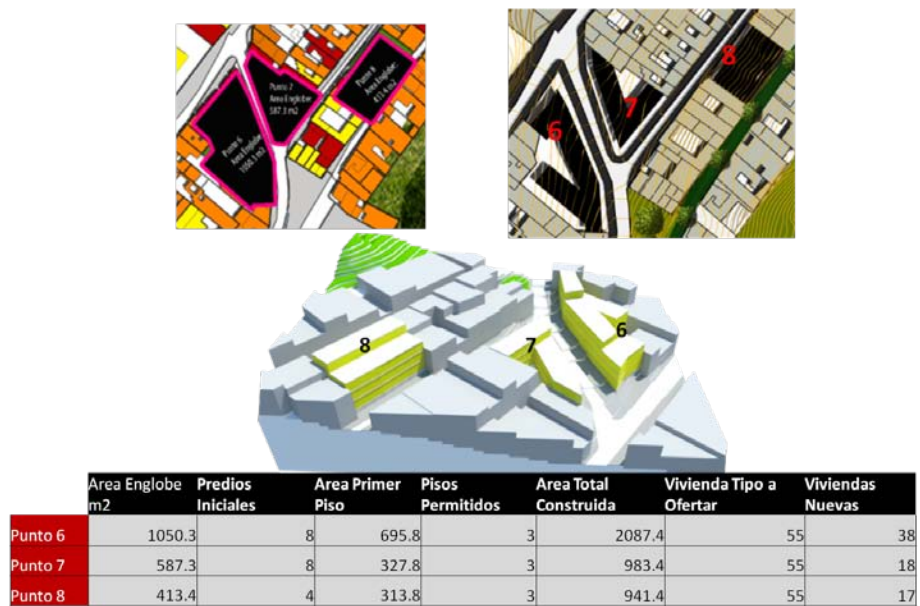 Punto 6
Area Englobe:
1050.3 m2
Punto 7
Area Englobe:
587.3 m2
Punto 8
Area Englobe:
413.4 m2
6
7
8
8
7
6
Area Englobe m2 Predios Iniciales Area Primer Piso Pisos Permitidos Area Total Construida Vivienda Tipo a Ofertar Viviendas Nuevas
Punto 6 1050.3 8 695.8 3 2087.4 55 38
Punto 7 587.3 8 327.8 3 983.4 55 18
Punto 8 413.4 4 313.8 3 941.4 55 17